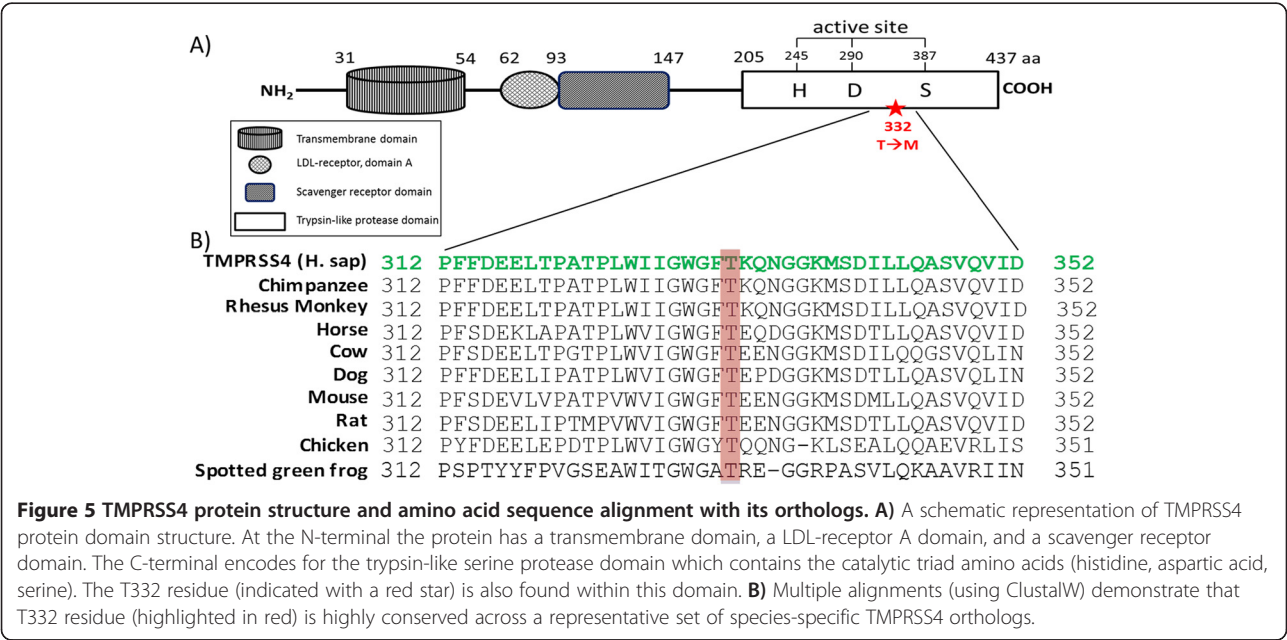 A)
active site
31 54 62 93 147 205 245 290 387 437 aa
NH2 H D S COOH
332
T→M
Transmembrane domain
LDL-receptor, domain A
Scavenger receptor domain
Trypsin-like protease domain
B)
TMPRSS4 (H. sap) 312 PFFDEELTPATPLWIIGWGFTKQNGGKMSDILLQASVQVID 352
Chimpanzee 312 PFFDEELTPATPLWIIGWGFTKQNGGKMSDILLQASVQVID 352
Rhesus Monkey 312 PFFDEELTPATPLWIIGWGFTKQNGGKMSDILLQASVQVID 352
Horse 312 PFSDEKLAPATPLWVIGWGFTEQDGGKMSDTLLQASVQVID 352
Cow 312 PFSDEELTPGTPLWVIGWGFTEENGGKMSDILQQGSVQLIN 352
Dog 312 PFFDEELIPATPLWVIGWGFTEPDGGKMSDTLLQASVQLIN 352
Mouse 312 PFSDEVLVPATPVWVIGWGFTEENGGKMSDMLLQASVQVID 352
Rat 312 PFSDEELIPTMPVWVIGWGFTEENGGKMSDTLLQASVQVID 352
Chicken 312 PYFDEELEPDTPLWVIGWGYTQQNG-KLSEALQQAEVRLIS 351
Spotted green frog 312 PSPTYYFPVGSEAWITGWGATRE-GGRPASVLQKAAVRIIN 351
Figure 5 TMPRSS4 protein structure and amino acid sequence alignment with its orthologs. A) A schematic representation of TMPRSS4
protein domain structure. At the N-terminal the protein has a transmembrane domain, a LDL-receptor A domain, and a scavenger receptor
domain. The C-terminal encodes for the trypsin-like serine protease domain which contains the catalytic triad amino acids (histidine, aspartic acid,
serine). The T332 residue (indicated with a red star) is also found within this domain. B) Multiple alignments (using ClustalW) demonstrate that
T332 residue (highlighted in red) is highly conserved across a representative set of species-specific TMPRSS4 orthologs.